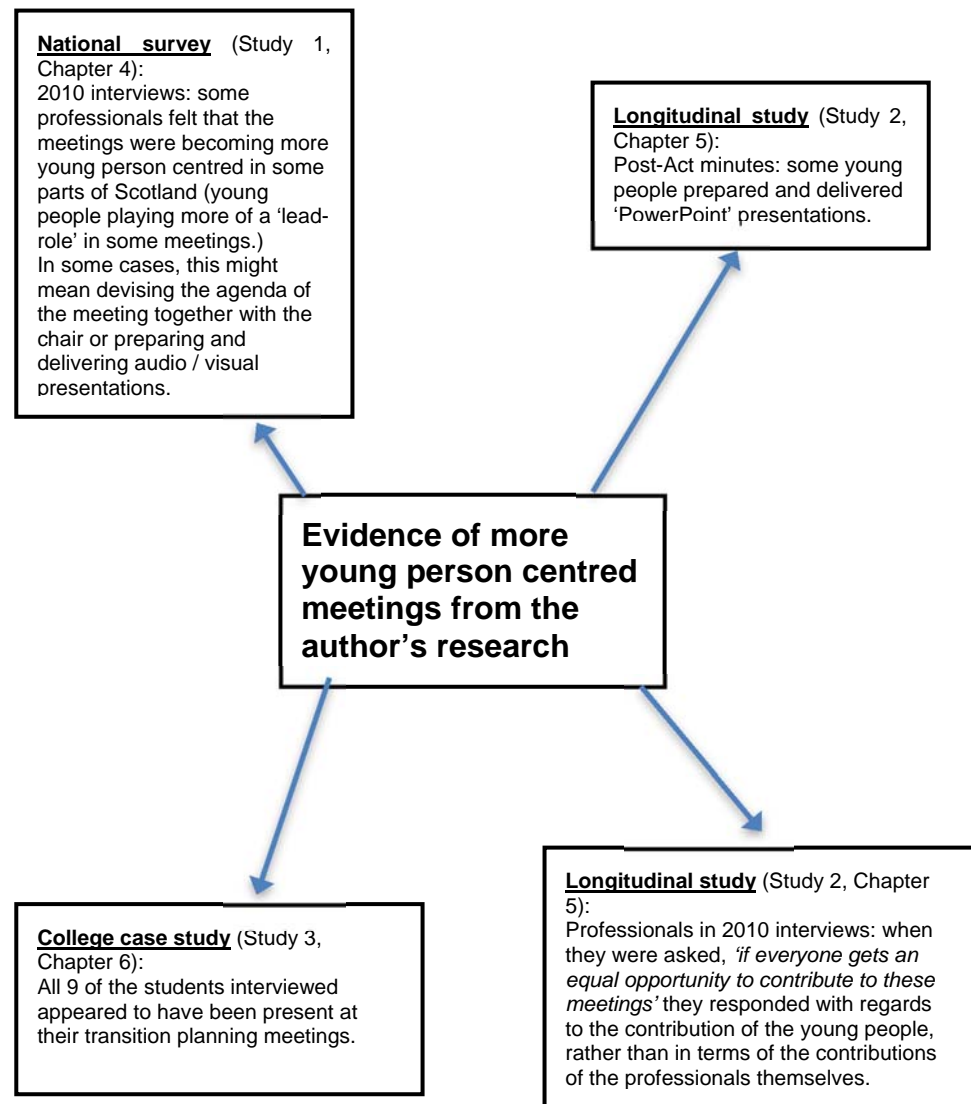 National survey (Study 1,
Chapter 4):
2010 interviews: some
professionals felt that the
meetings were becoming more
young person centred in some
parts of Scotland (young
people playing more of a ‘lead-
role’ in some meetings.)
In some cases, this might
mean devising the agenda of
the meeting together with the
chair or preparing and
delivering audio / visual
presentations.
Longitudinal study (Study 2,
Chapter 5):
Post-Act minutes: some young
people prepared and delivered
‘PowerPoint’ presentations.
Evidence of more
young person centred
meetings from the
author’s research
College case study (Study 3,
Chapter 6):
All 9 of the students interviewed
appeared to have been present at
their transition planning meetings.
Longitudinal study (Study 2, Chapter
5):
Professionals in 2010 interviews: when
they were asked, ‘if everyone gets an
equal opportunity to contribute to these
meetings’ they responded with regards
to the contribution of the young people,
rather than in terms of the contributions
of the professionals themselves.